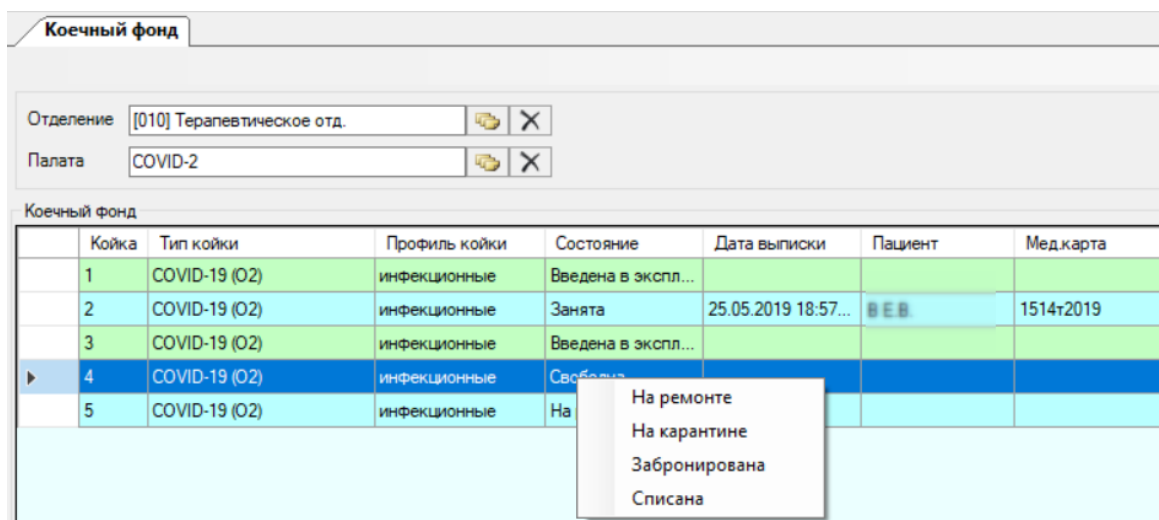 Коечный фонд
Отделение [010] Терапевтическое отд.
Палата COVID-2
Коечный фонд
Койка Тип койки Профиль койки Состояние Дата выписки Пациент Мед.карта
1 COVID-19 (O2) инфекционные Введена в экспл...
2 COVID-19 (O2) инфекционные Занята 25.05.2019 18:57... В Е.В. 1514т2019
3 COVID-19 (O2) инфекционные Введена в экспл...
4 COVID-19 (O2) инфекционные
5 COVID-19 (O2) инфекционные На
На ремонте
На карантине
Забронирована
Списана